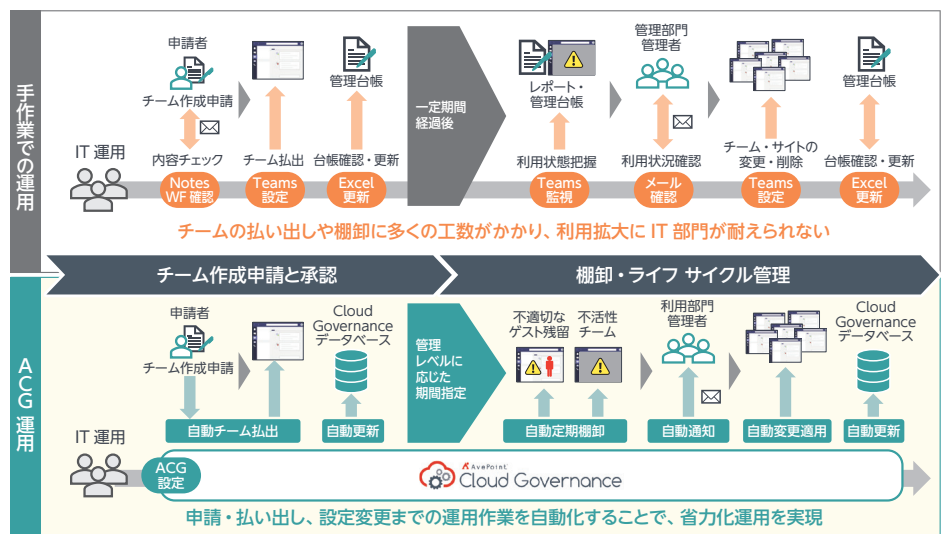 手作業での運用
申請者
チーム作成申請
管理台帳
IT 運用
内容チェック
チーム払出
台帳確認・更新
Notes
WF 確認
Teams
設定
Excel
更新
一定期間
経過後
レポート・
管理台帳
管理部門
管理者
チーム・サイトの
変更・削除
管理台帳
利用状態把握
利用状況確認
台帳確認・更新
Teams
監視
メール
確認
Teams
設定
Excel
更新
チームの払い出しや棚卸に多くの工数がかかり、利用拡大に IT 部門が耐えられない
チーム作成申請と承認
棚卸・ライフ サイクル管理
ACG 運用
申請者
チーム作成申請
Cloud
Governance
データベース
自動チーム払出
自動更新
管理
レベルに
応じた
期間指定
不適切な
ゲスト残留
不活性
チーム
利用部門
管理者
Cloud
Governance
データベース
自動定期棚卸
自動通知
自動変更適用
自動更新
IT 運用
ACG
設定
AvePoint
Cloud Governance
申請・払い出し、設定変更までの運用作業を自動化することで、省力化運用を実現